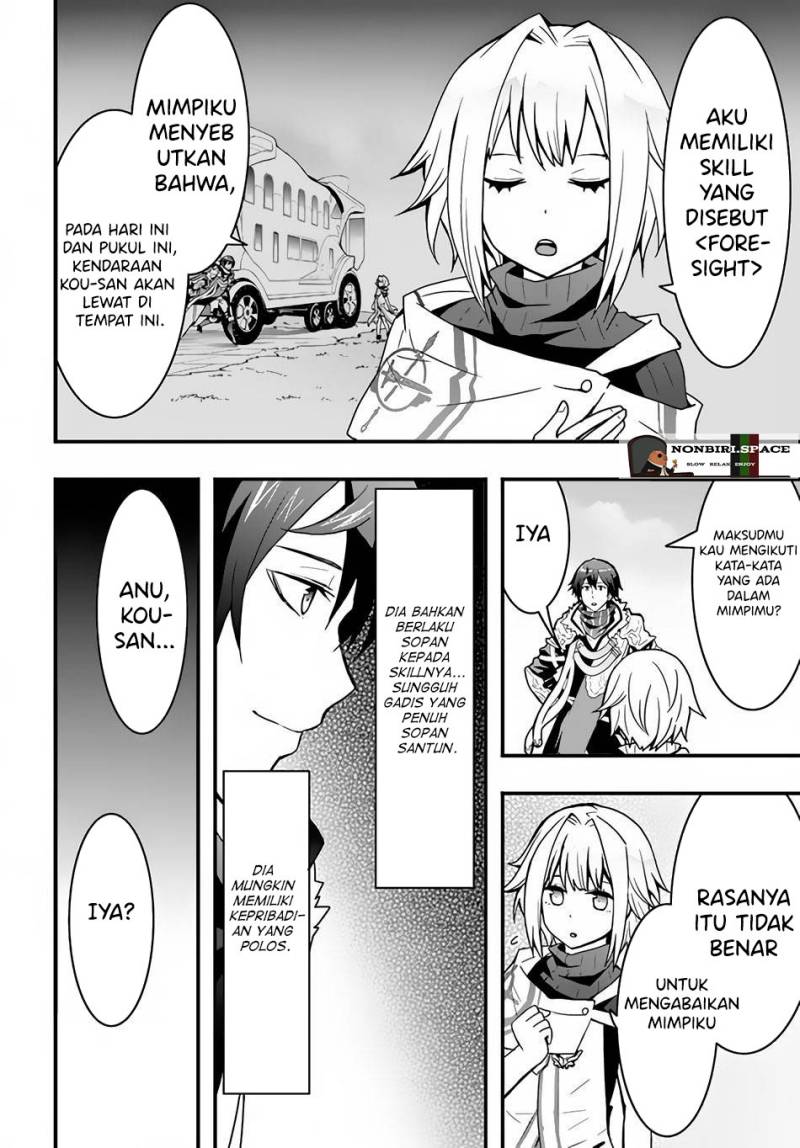 AKU
MEMILIKI
SKILL
YANG
DISEBUT
<FORE-
SIGHT>
MIMPIKU
MENYEB
UTKAN
BAHWA,
PADA HARI INI
DAN PUKUL INI,
KENDARAAN
KOU-SAN AKAN
LEWAT DI
TEMPAT INI.
NONBIRI.SPACE
SLOW RELAX ENJOY
MAKSUDMU
KAU MENGIKUTI
KATA-KATA
YANG ADA
DALAM
MIMPIMU?
IYA
RASANYA
ITU TIDAK
BENAR
UNTUK
MENGABAIKAN
MIMPIKU
DIA BAHKAN
BERLAKU
SOPAN
KEPADA
SKILLNYA...
SUNGGUH
GADIS YANG
PENUH
SOPAN
SANTUN.
DIA
MUNGKIN
MEMILIKI
KEPRIBADI-
AN YANG
POLOS.
ANU,
KOU-
SAN...
IYA?